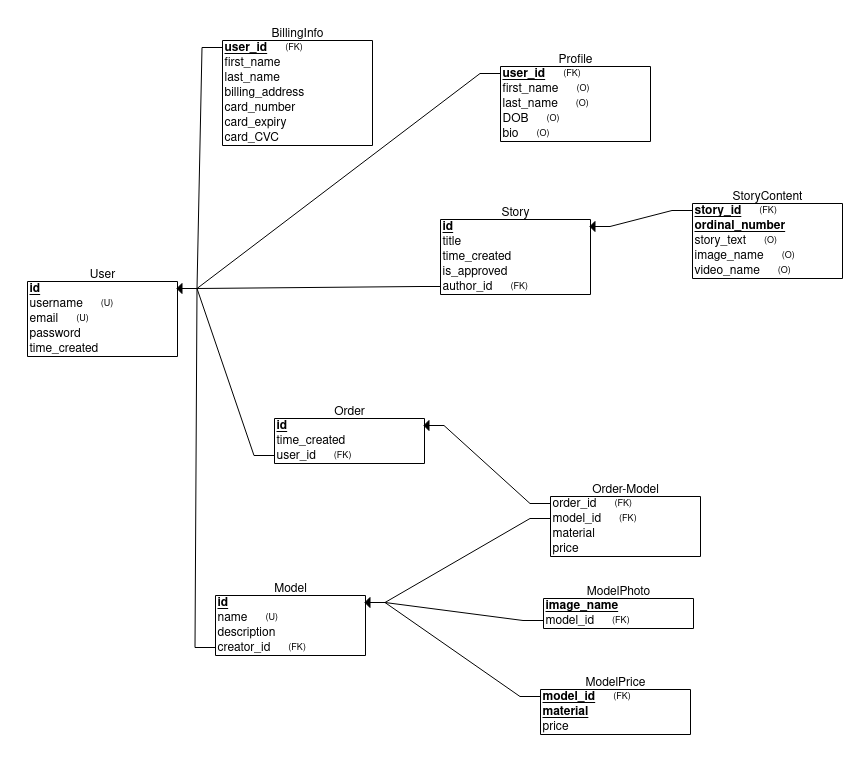 BillingInfo
user_id (FK)
first_name
last_name
billing_address
card_number
card_expiry
card_CVC
Profile
user_id (FK)
first_name (O)
last_name (O)
DOB (O)
bio (O)
Story
id
title
time_created
is_approved
author_id (FK)
StoryContent
story_id (FK)
ordinal_number
story_text (O)
image_name (O)
video_name (O)
User
id
username (U)
email (U)
password
time_created
Order
id
time_created
user_id (FK)
Order-Model
order_id (FK)
model_id (FK)
material
price
Model
id
name (U)
description
creator_id (FK)
ModelPhoto
image_name
model_id (FK)
ModelPrice
model_id (FK)
material
price